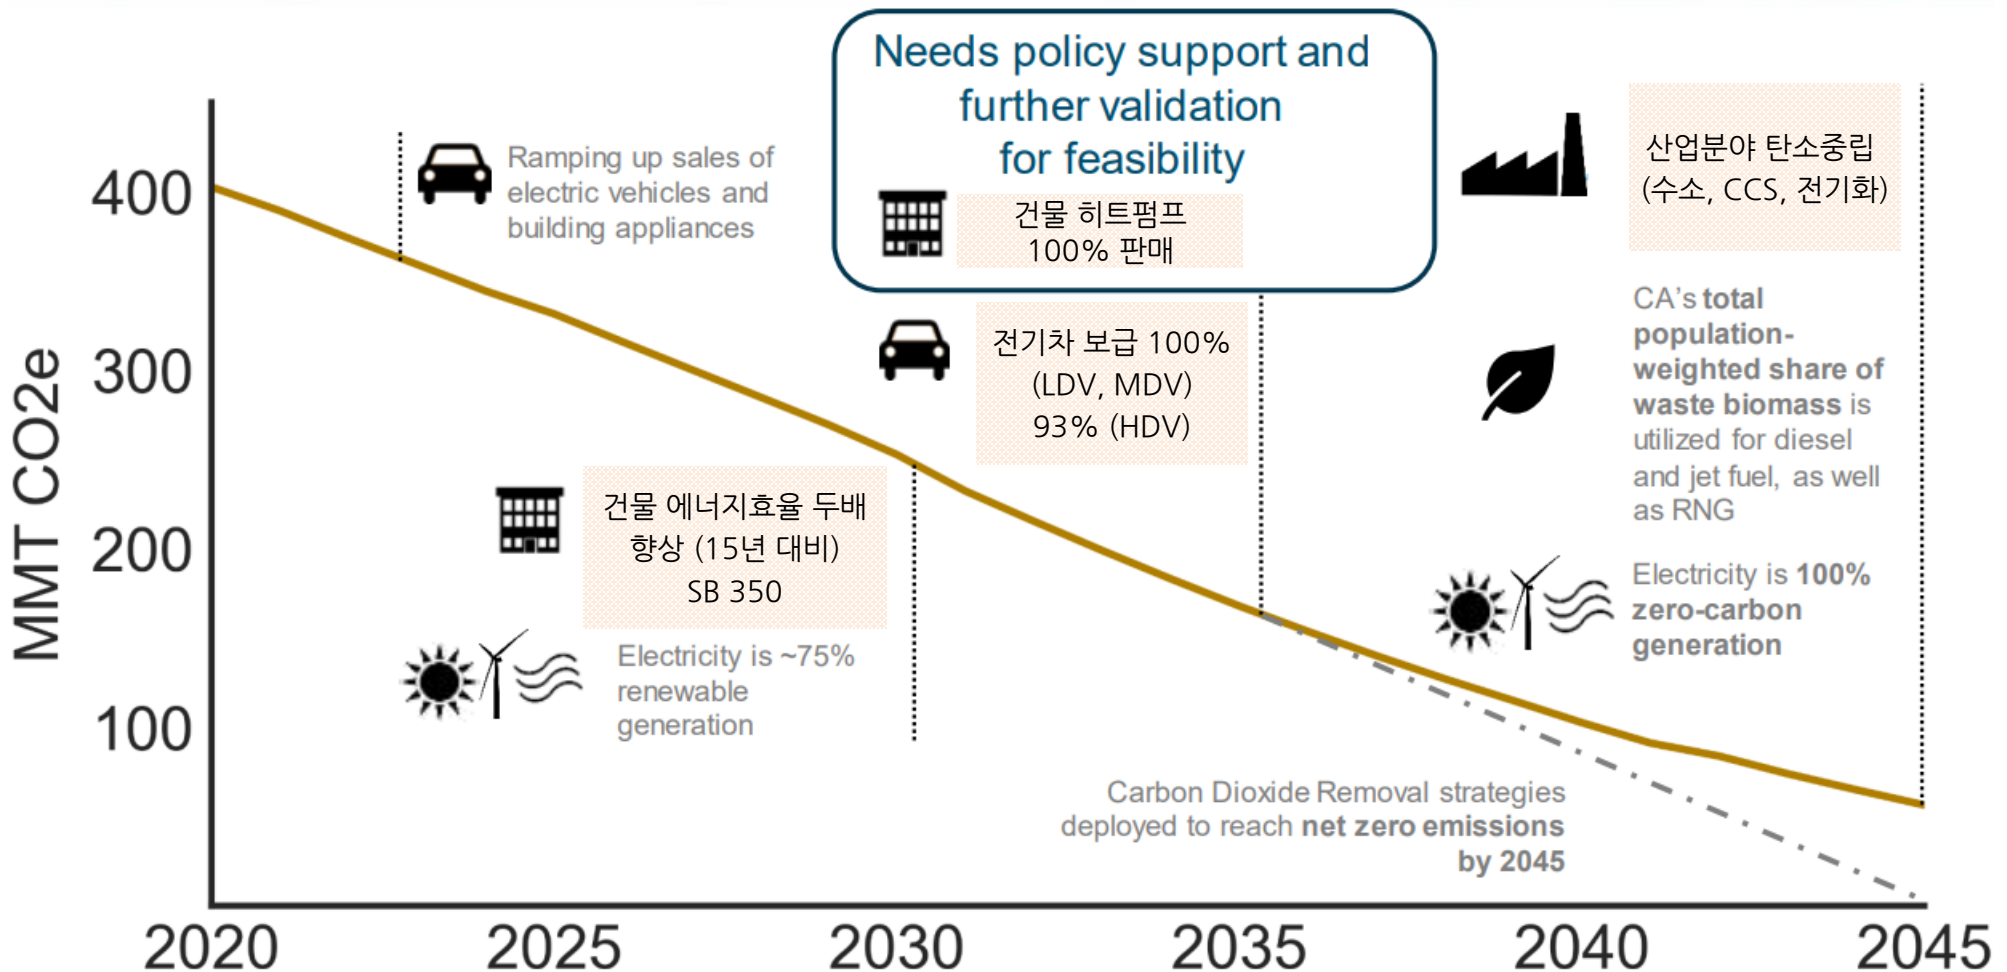 Needs policy support and
further validation
for feasibility
건물 히트펌프
100% 판매
Ramping up sales of
electric vehicles and
building appliances
산업분야 탄소중립
(수소, CCS, 전기화)
전기차 보급 100%
(LDV, MDV)
93% (HDV)
CA's total
population-
weighted share of
waste biomass is
utilized for diesel
and jet fuel, as well
as RNG
건물 에너지효율 두배
향상 (15년 대비)
SB 350
Electricity is ~75%
renewable
generation
Electricity is 100%
zero-carbon
generation
Carbon Dioxide Removal strategies
deployed to reach net zero emissions
by 2045
MMT CO2e
400
300
200
100
2020
2025
2030
2035
2040
2045